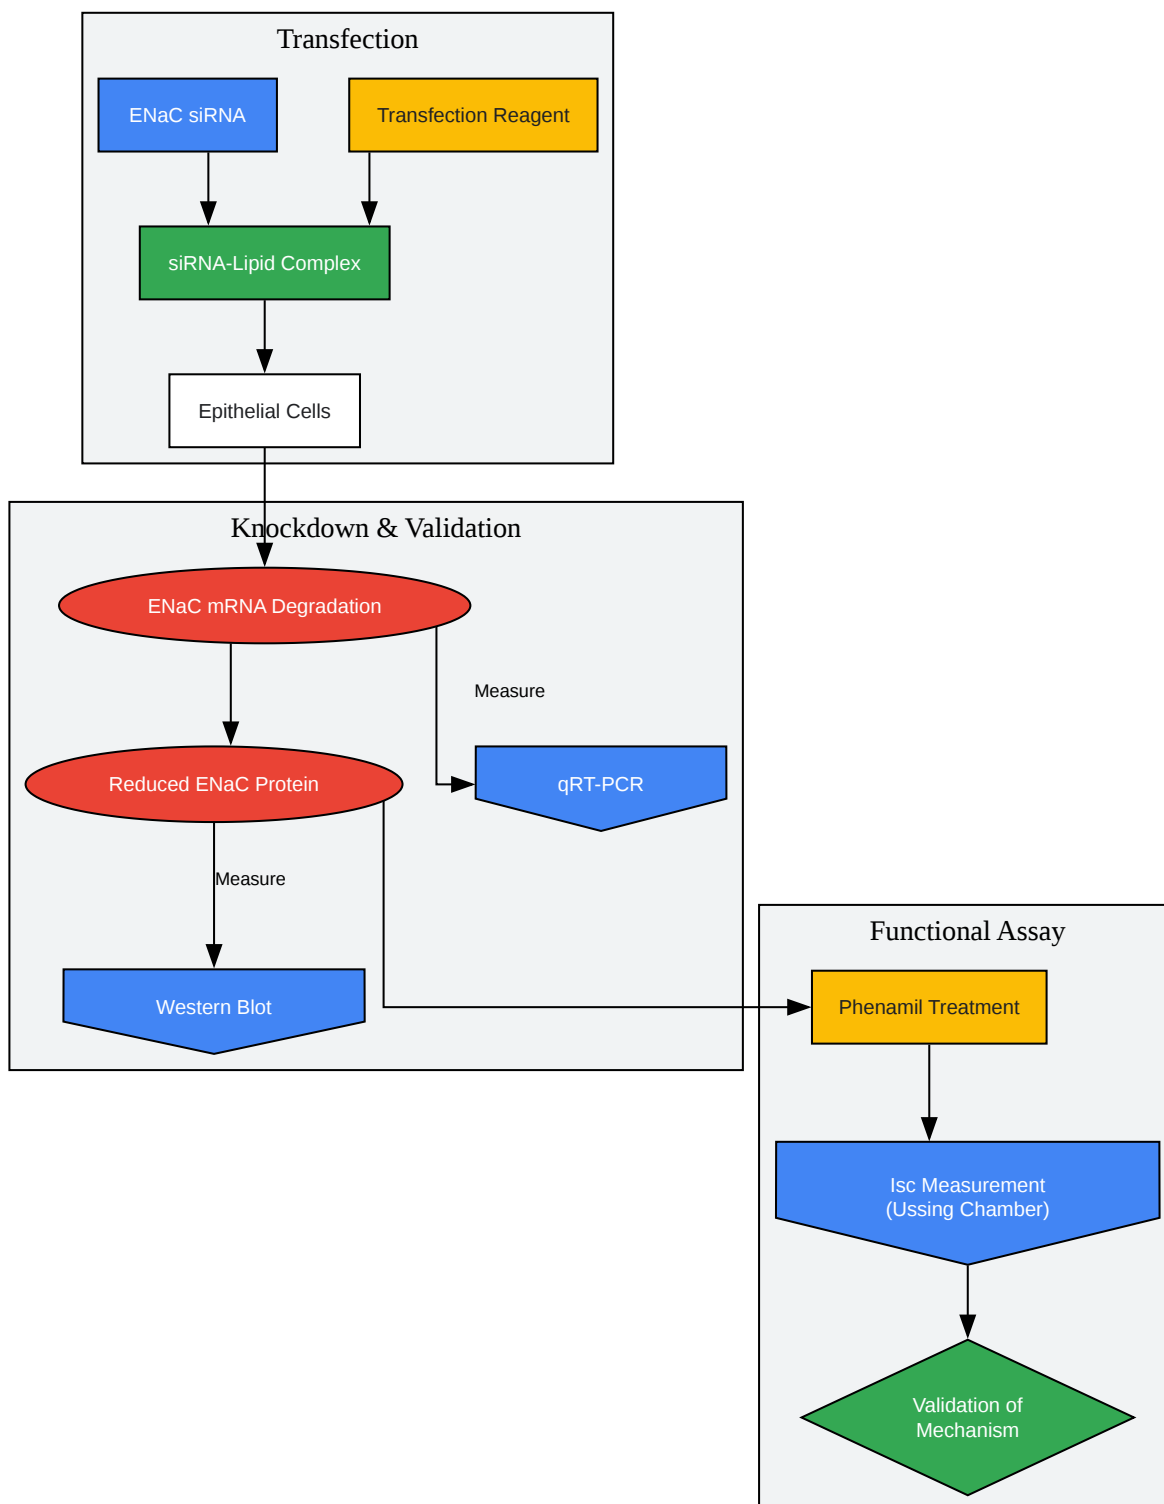 Transfection
ENaC siRNA
Transfection Reagent
siRNA-Lipid Complex
Epithelial Cells
Knockdown & Validation
ENaC mRNA Degradation
Measure
Reduced ENaC Protein
qRT-PCR
Measure
Western Blot
Functional Assay
Phenamil Treatment
Isc Measurement
(Ussing Chamber)
Validation of
Mechanism